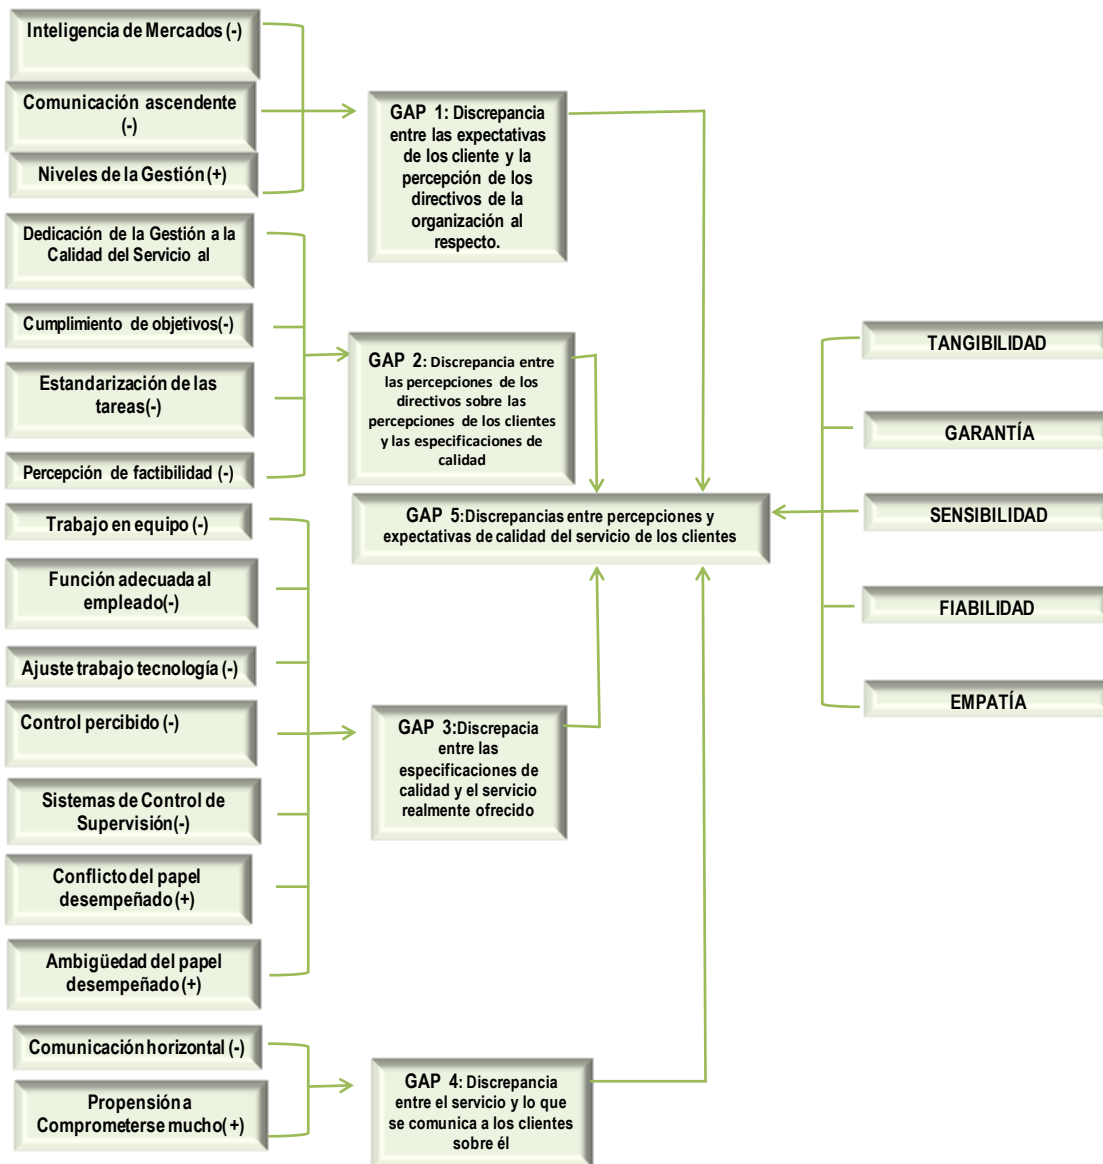 Inteligencia de Mercados (-)
Comunicación ascendente
(-)
Niveles de la Gestión (+)
GAP 1: Discrepancia
entre las expectativas
de los cliente y la
percepción de los
directivos de la
organización al
respecto.
Dedicación de la Gestión a la
Calidad del Servicio al
Cumplimiento de objetivos(-)
Estandarización de las
tareas(-)
Percepción de factibilidad (-)
GAP 2: Discrepancia entre
las percepciones de los
directivos sobre las
percepciones de los clientes
y las especificaciones de
calidad
Trabajo en equipo (-)
Función adecuada al
empleado(-)
Ajuste trabajo tecnología (-)
Control percibido (-)
Sistemas de Control de
Supervisión(-)
Conflicto del papel
desempeñado (+)
Ambigüedad del papel
desempeñado (+)
GAP 3:Discrepacia
entre las
especificaciones de
calidad y el servicio
realmente ofrecido
Comunicación horizontal (-)
Propensión a
Comprometerse mucho( +)
GAP 4: Discrepancia
entre el servicio y lo que
se comunica a los clientes
sobre él
GAP 5:Discrepancias entre percepciones y
expectativas de calidad del servicio de los clientes
TANGIBILIDAD
GARANTÍA
SENSIBILIDAD
FIABILIDAD
EMPATÍA